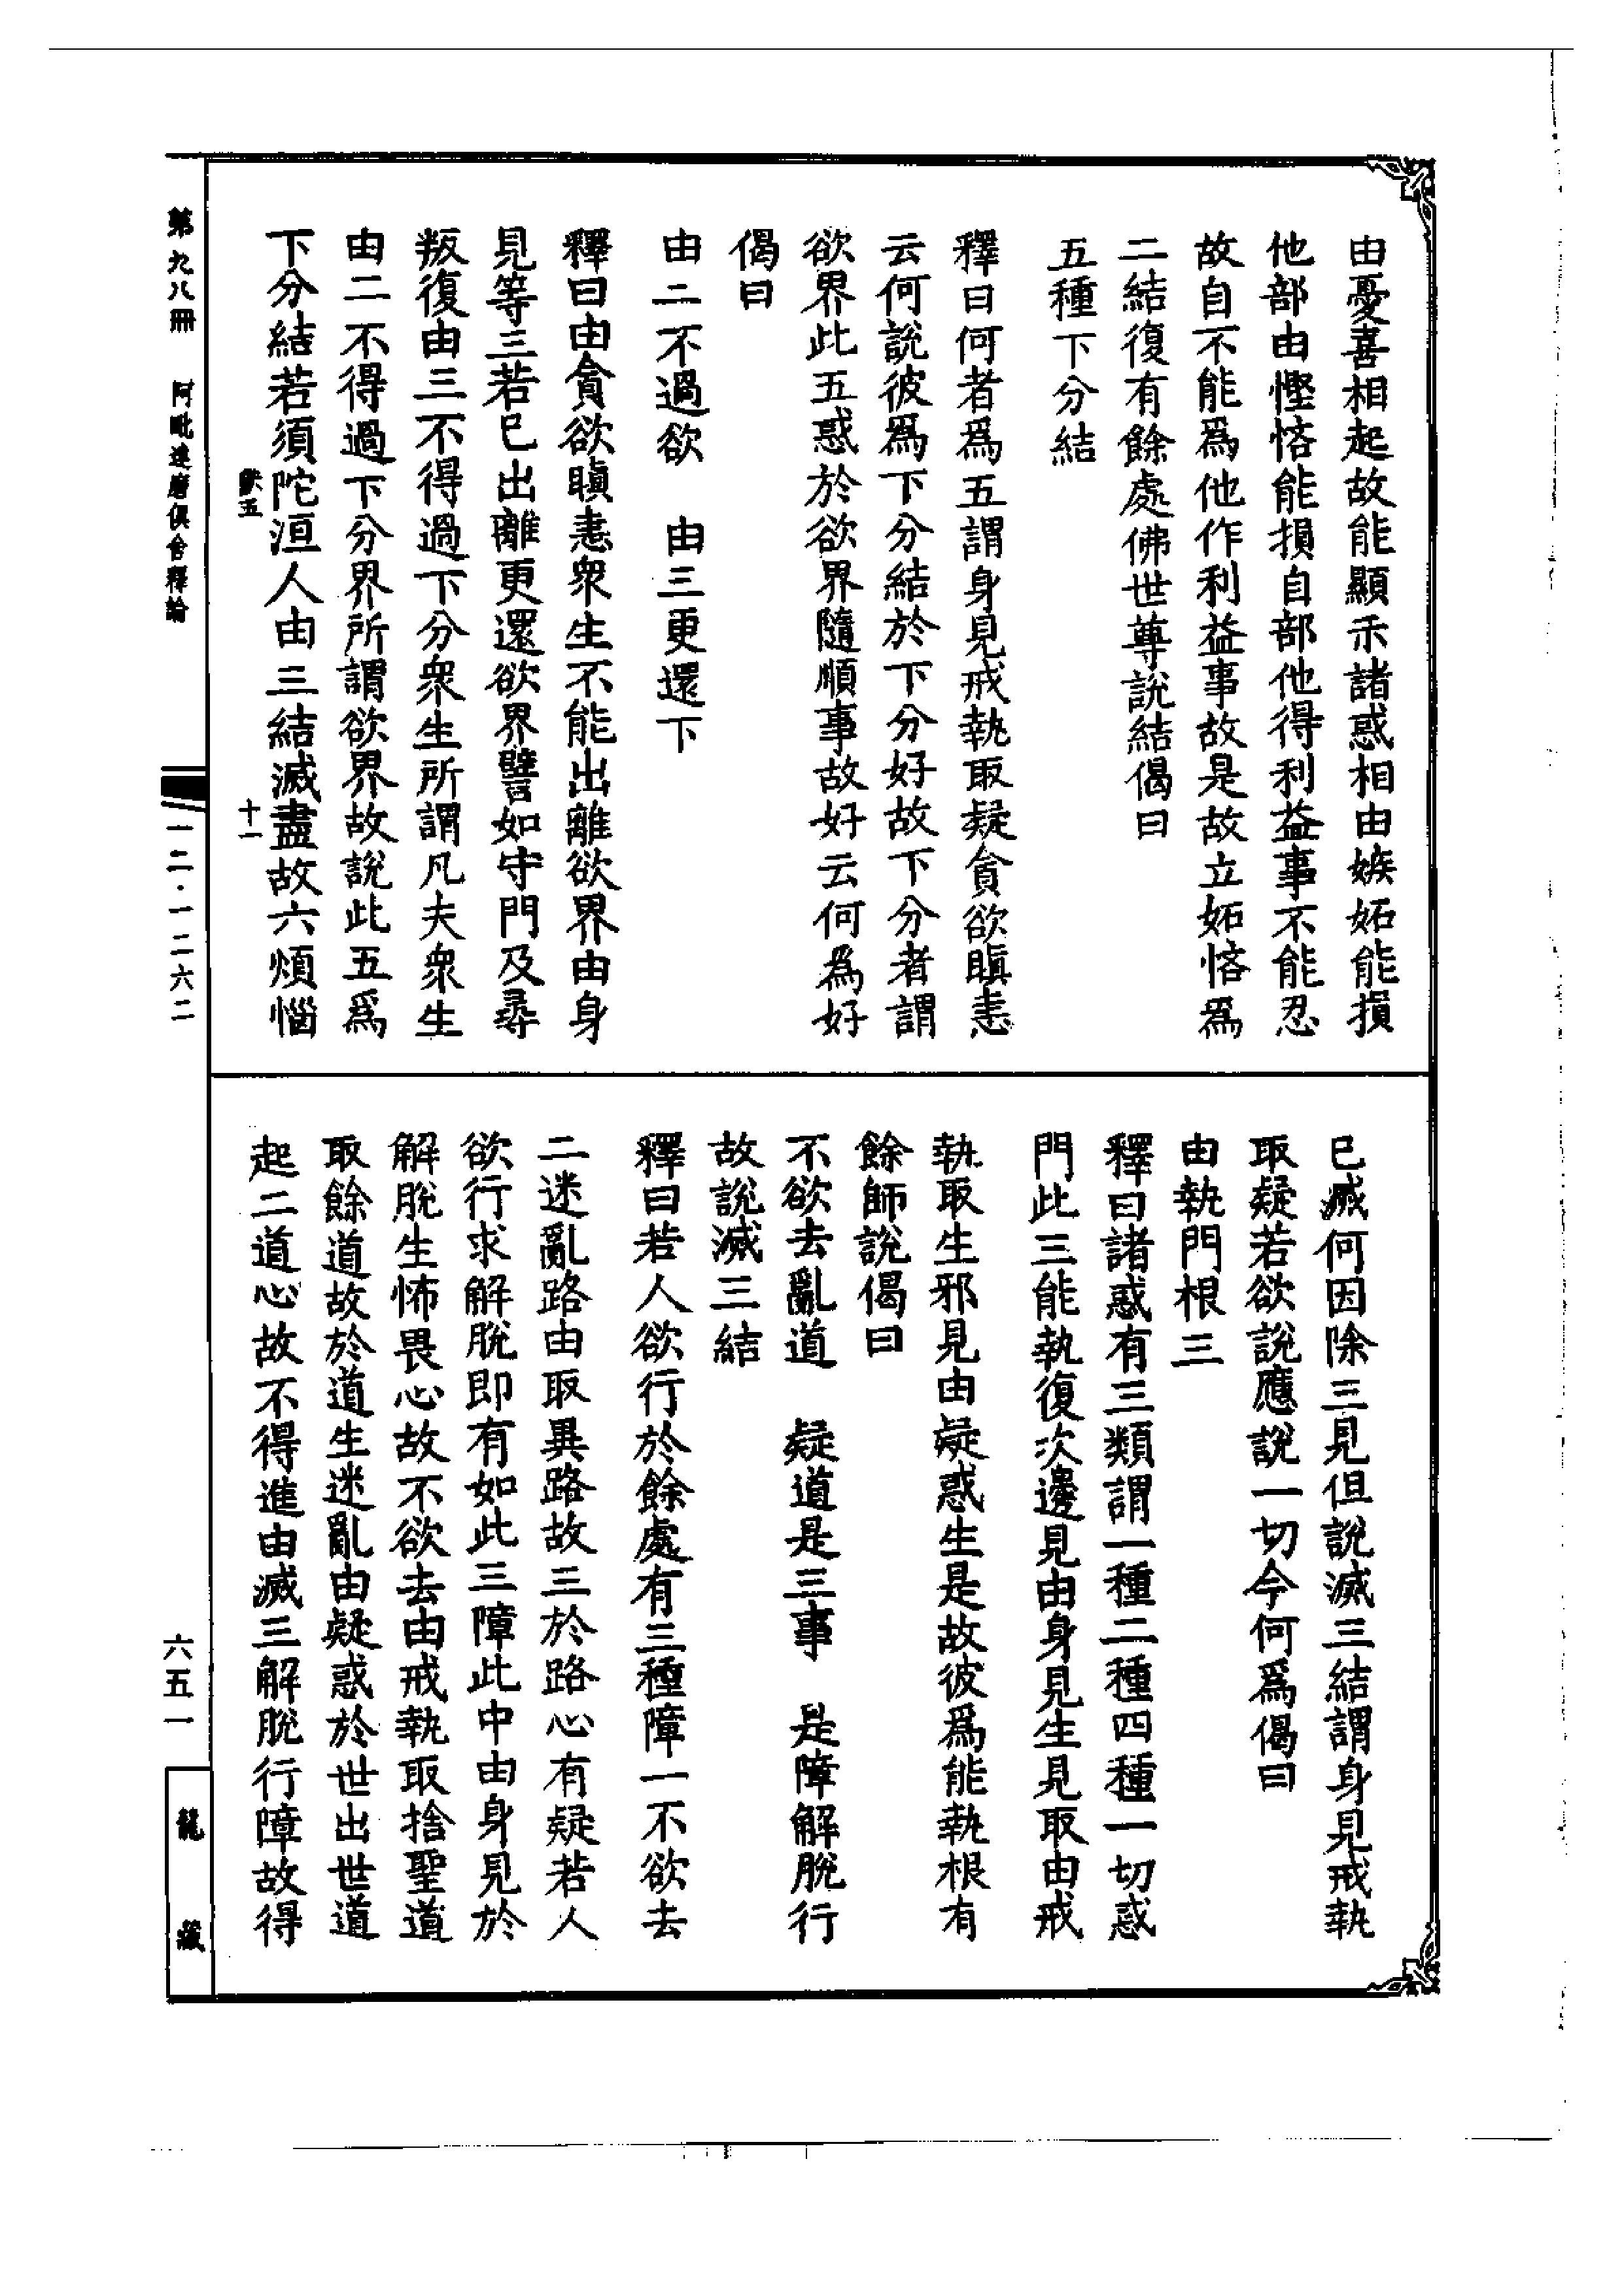 由憂喜相起故能顯示諸惑相由嫉妬能損
他部由慳悋能損自部他得利益事不能忍
故自不能爲他作利益事故是故立妬悋爲
二結復有餘處佛世尊說結偈曰
五種下分結
釋曰何者爲五謂身見戒執取疑貪欲瞋恚
云何說彼爲下分結於下分好故下分者謂
欲界此五惑於欲界隨順事故好云何為好
偈曰
由二不過欲　由三更還下
釋曰由貪欲瞋恚衆生不能出離欲界由身
見等三若已出離更還欲界譬如守門及尋
叛復由三不得過下分衆生所謂凡夫衆生
由二不得過下分界所謂欲界故說此五爲
下分結若須陀洹人由三結滅盡故六煩惱
十一
已滅何因除三見但說滅三結謂身見戒執
取疑若欲說應說一切今何爲偈曰
由執門根三
釋曰諸惑有三類謂一種二種四種一切惑
門此三能執復次邊見由身見生見取由戒
執取生邪見由疑惑生是故彼爲能執根有
餘師說偈曰
不欲去亂道　疑道是三事　是障解脫行
故說滅三結
釋曰若人欲行於餘處有三種障一不欲去
二迷亂路由取異路故三於路心有疑若人
欲行求解脫即有如此三障此中由身見於
解脫生怖畏心故不欲去由戒執取捨聖道
取餘道故於道生迷亂由疑惑於世出世道
起二道心故不得進由滅三解脫行障故得
第九八冊　阿毗達磨俱舍釋論
一二·一二六二
六五一
龍藏